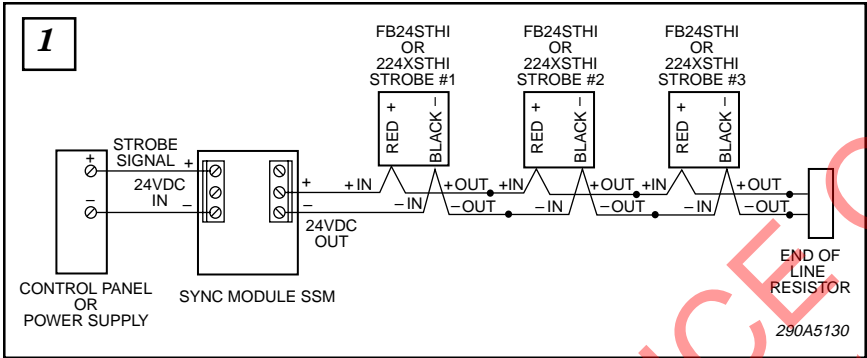 1
FB24STHI
OR
224XSTHI
STROBE #1
FB24STHI
OR
224XSTHI
STROBE #2
FB24STHI
OR
224XSTHI
STROBE #3
RED +
BLACK –
RED +
BLACK –
RED +
BLACK –
STROBE
SIGNAL
24VDC
IN
+
–
+
–
+
–
24VDC
OUT
+IN
–IN
+OUT
–OUT
+IN
–IN
+OUT
–OUT
+IN
–IN
+OUT
–OUT
CONTROL PANEL
OR
POWER SUPPLY
SYNC MODULE SSM
END OF
LINE
RESISTOR
290A5130